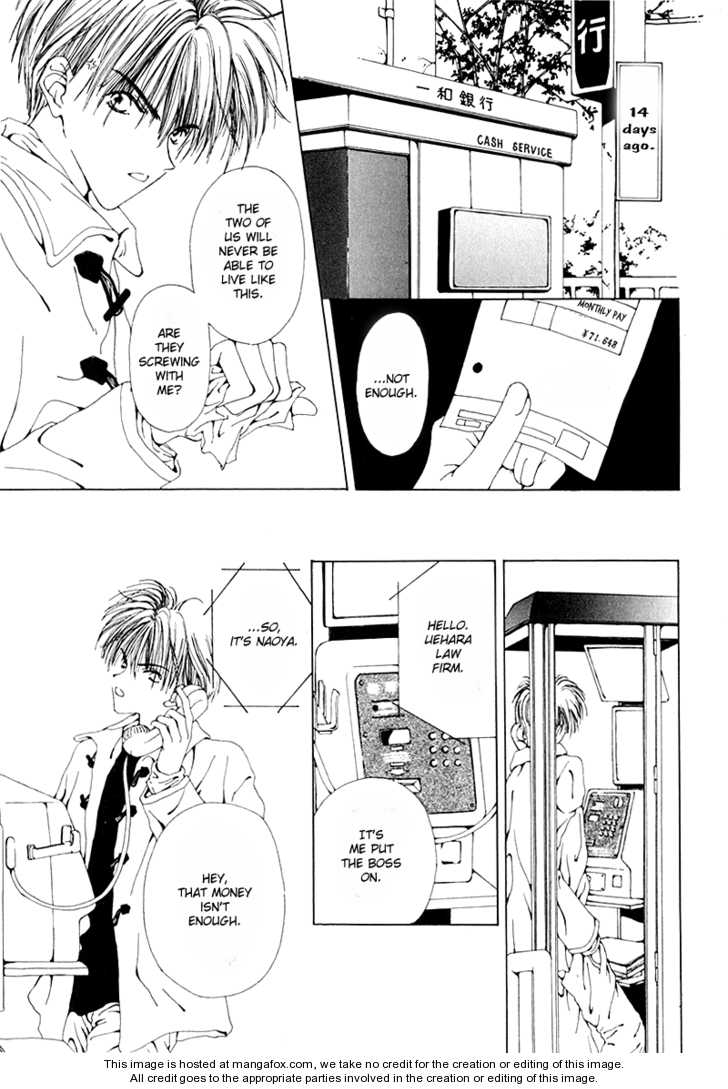 行
14
days
ago.
一和銀行
CASH SERVICE
MONTHLY PAY
¥71.648
...NOT
ENOUGH.
THE
TWO OF
US WILL
NEVER BE
ABLE TO
LIVE LIKE
THIS.
ARE
THEY
SCREWING
WITH
ME?
HELLO.
UEHARA
LAW
FIRM.
IT'S
ME PUT
THE BOSS
ON.
...SO,
IT'S NAOYA.
HEY,
THAT MONEY
ISN'T
ENOUGH.
This image is hosted at mangafox.com, we take no credit for the creation or editing of this image.
All credit goes to the appropriate parties involved in the creation or editing of this image.